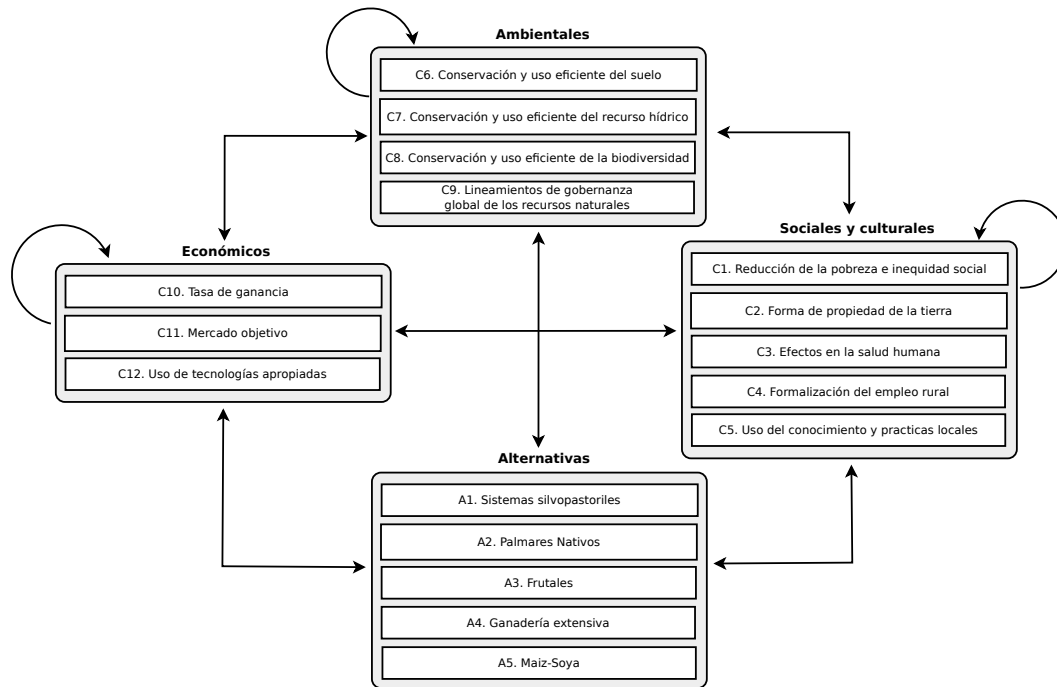 Ambientales
C6. Conservación y uso eficiente del suelo
C7. Conservación y uso eficiente del recurso hídrico
C8. Conservación y uso eficiente de la biodiversidad
C9. Lineamientos de gobernanza
global de los recursos naturales
Económicos
C10. Tasa de ganancia
C11. Mercado objetivo
C12. Uso de tecnologías apropiadas
Sociales y culturales
C1. Reducción de la pobreza e inequidad social
C2. Forma de propiedad de la tierra
C3. Efectos en la salud humana
C4. Formalización del empleo rural
C5. Uso del conocimiento y practicas locales
Alternativas
A1. Sistemas silvopastoriles
A2. Palmares Nativos
A3. Frutales
A4. Ganadería extensiva
A5. Maiz-Soya